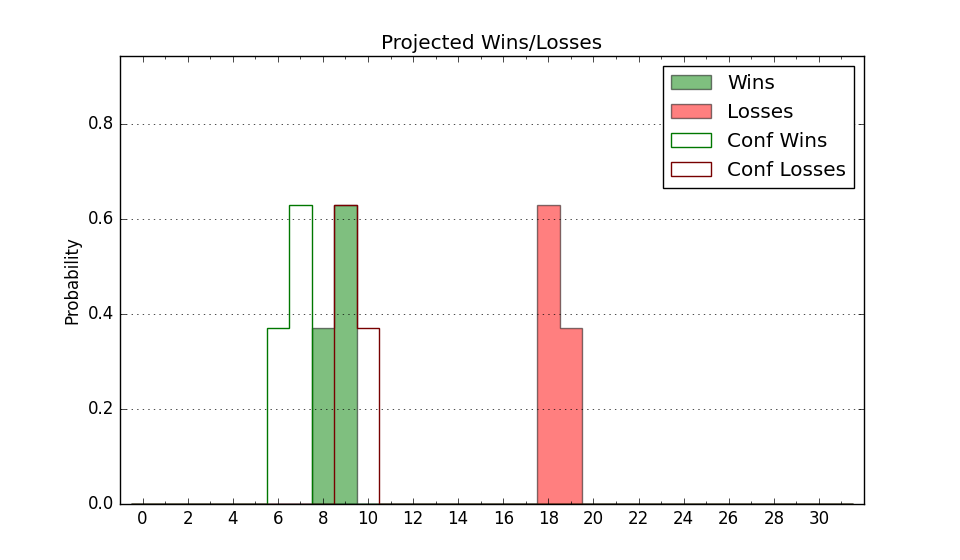 Projected Wins/Losses
Wins
Losses
Conf Wins
Conf Losses
Probability
0.8
0.6
0.4
0.2
0.0
0 2 4 6 8 10 12 14 16 18 20 22 24 26 28 30